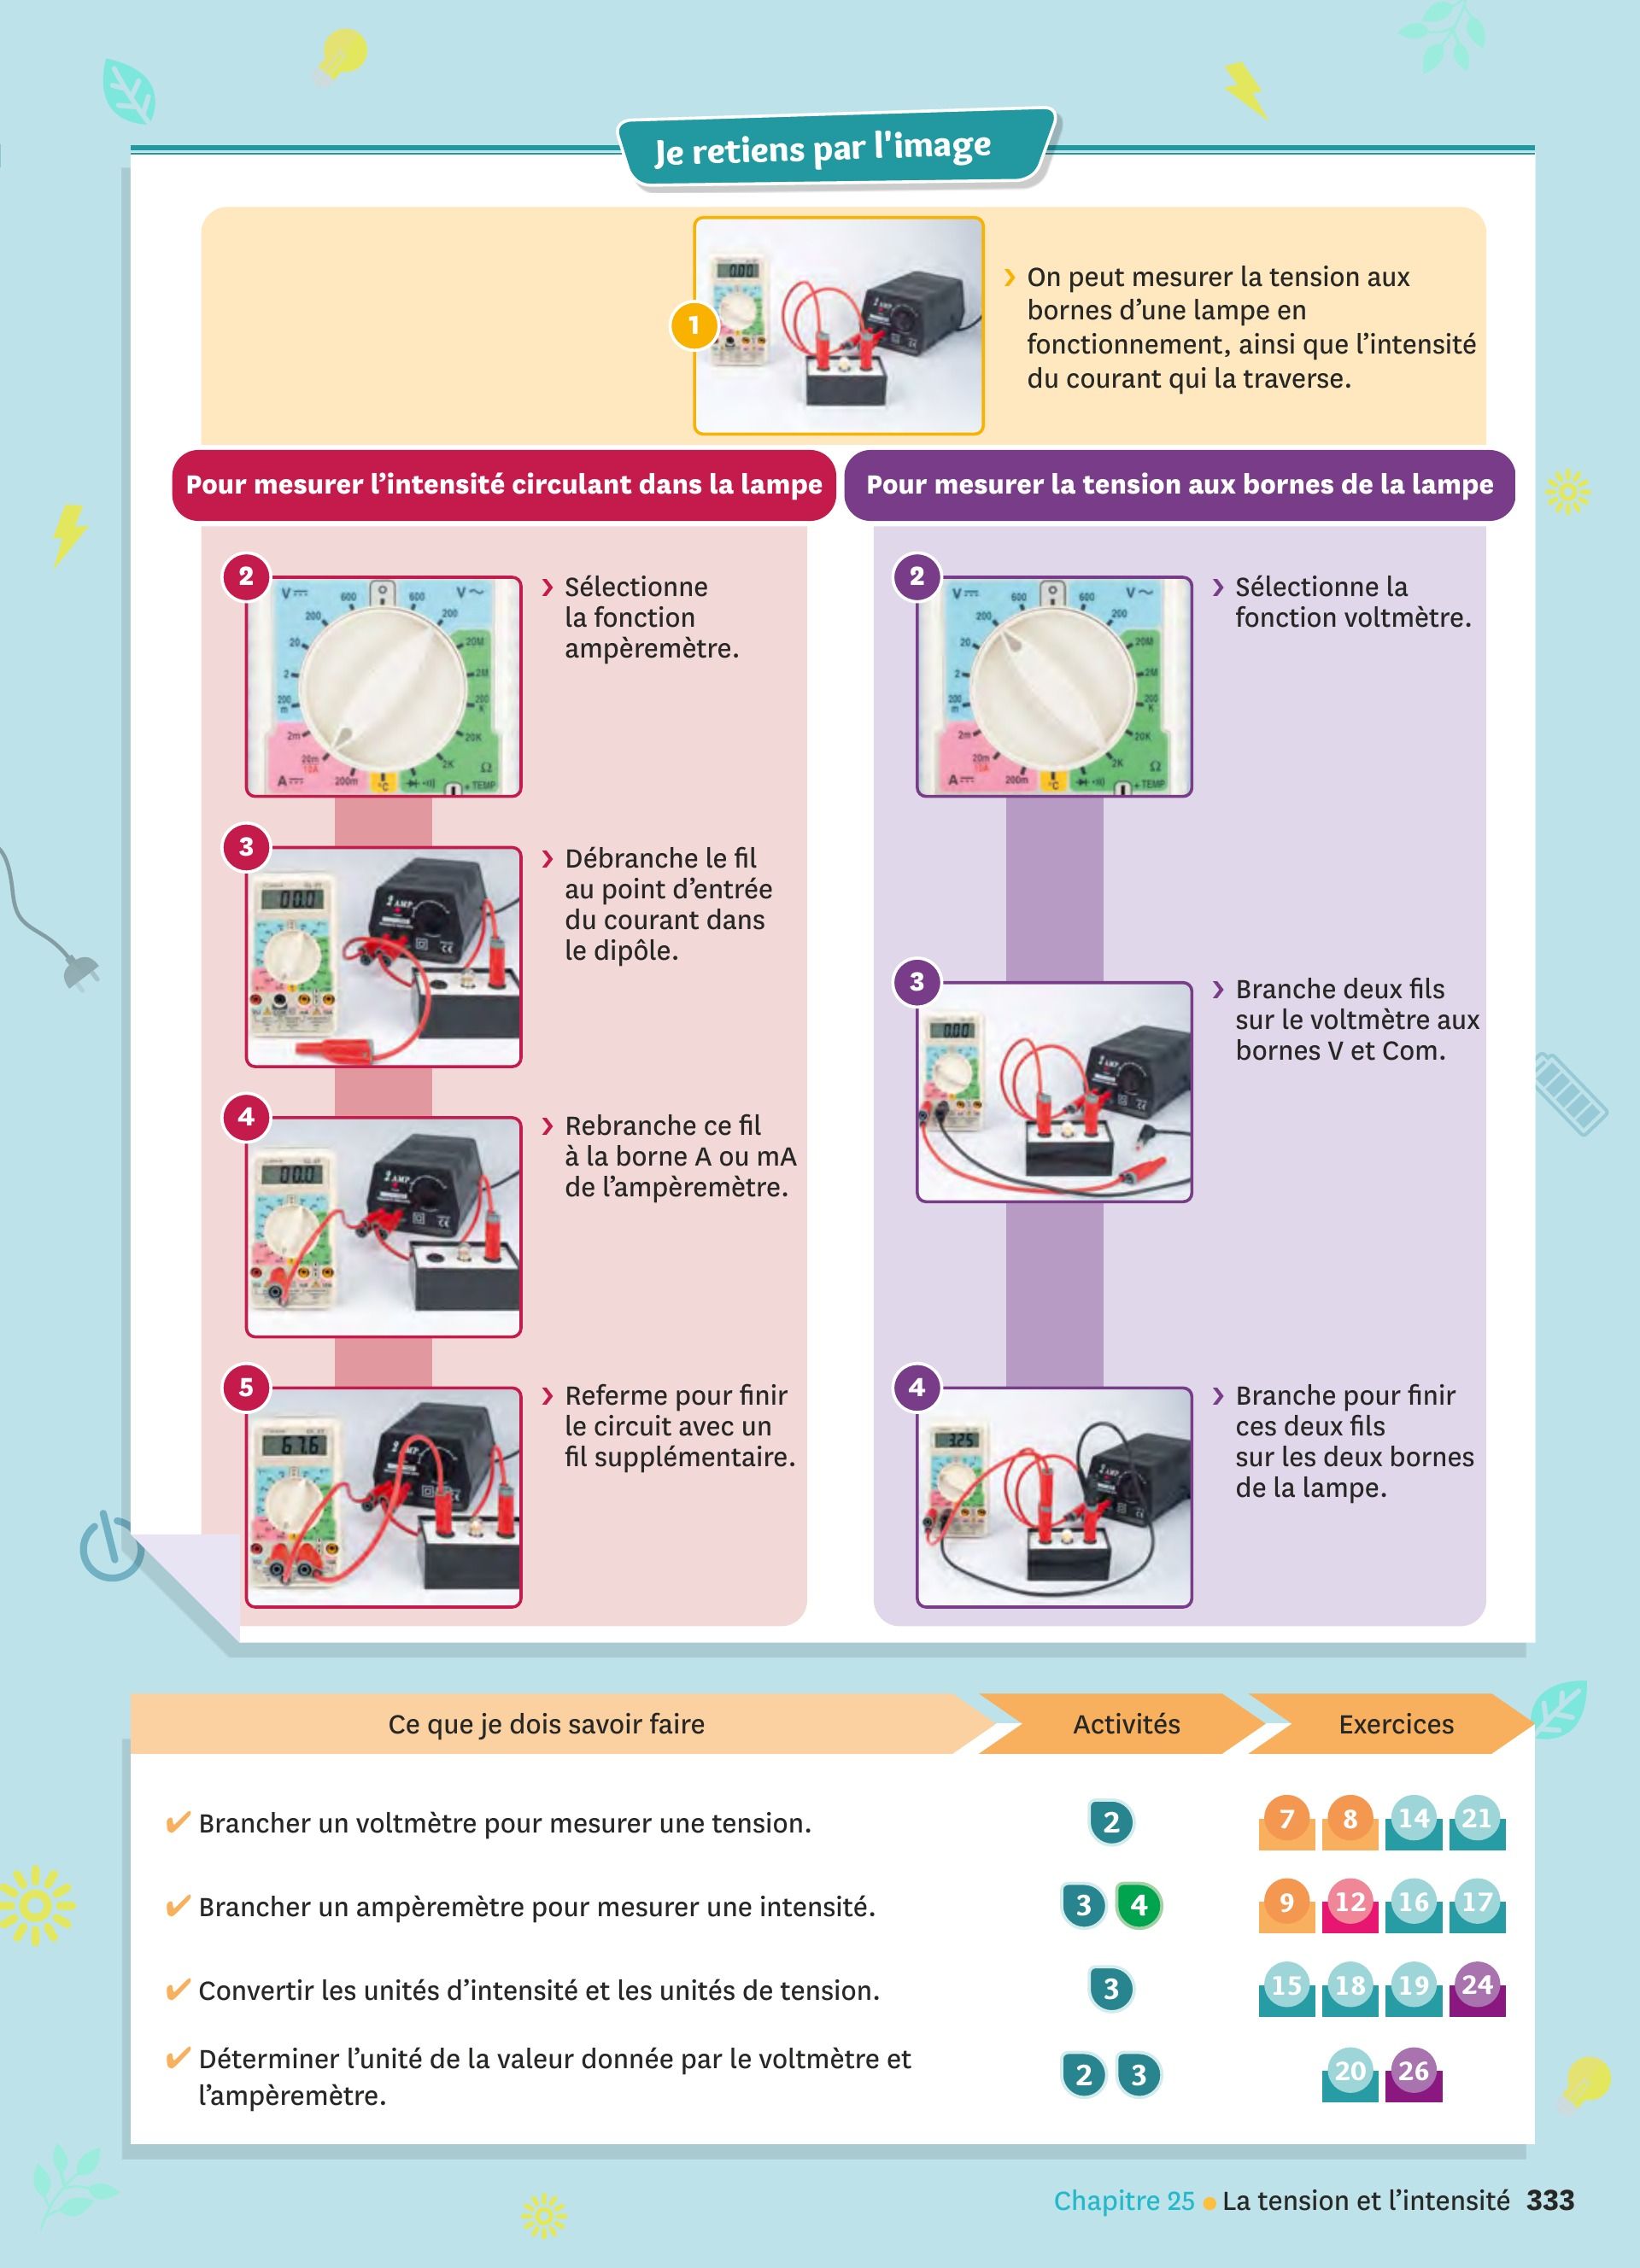 Je retiens par l'image
1
› On peut mesurer la tension aux
bornes d’une lampe en
fonctionnement, ainsi que l’intensité
du courant qui la traverse.
Pour mesurer l’intensité circulant dans la lampe
2
› Sélectionne
la fonction
ampèremètre.
3
› Débranche le fil
au point d’entrée
du courant dans
le dipôle.
4
› Rebranche ce fil
à la borne A ou mA
de l’ampèremètre.
5
› Referme pour finir
le circuit avec un
fil supplémentaire.
Pour mesurer la tension aux bornes de la lampe
2
› Sélectionne la
fonction voltmètre.
3
› Branche deux fils
sur le voltmètre aux
bornes V et Com.
4
› Branche pour finir
ces deux fils
sur les deux bornes
de la lampe.
Ce que je dois savoir faire Activités Exercices
✔ Brancher un voltmètre pour mesurer une tension. 2 7 8 14 21
✔ Brancher un ampèremètre pour mesurer une intensité. 3 4 9 12 16 17
✔ Convertir les unités d’intensité et les unités de tension. 3 15 18 19 24
✔ Déterminer l’unité de la valeur donnée par le voltmètre et
l’ampèremètre. 2 3 20 26
Chapitre 25 • La tension et l’intensité 333